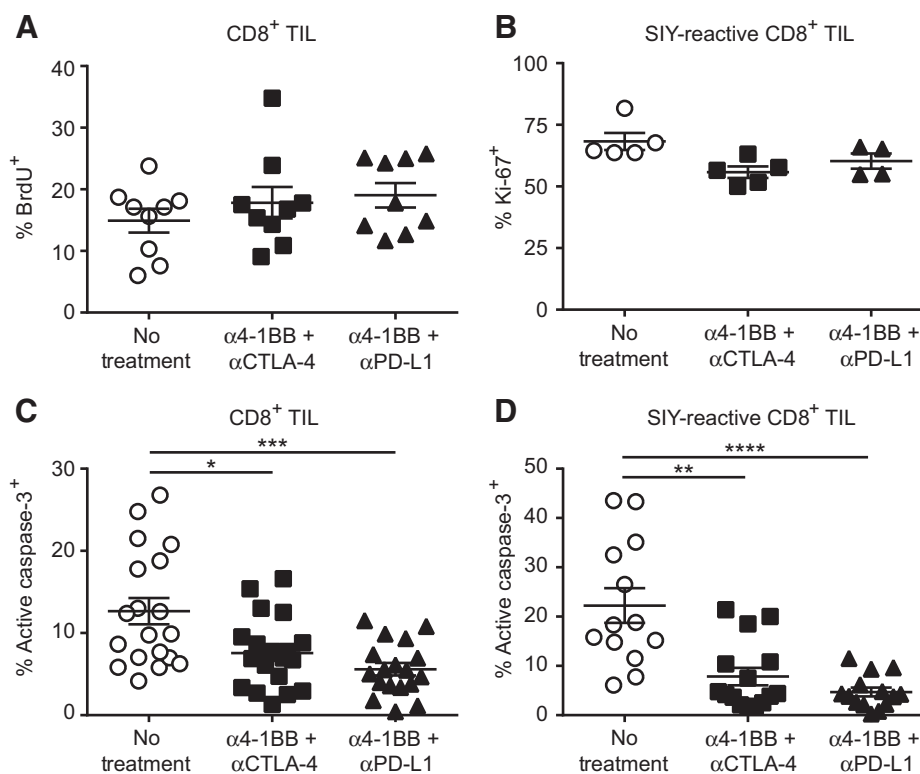 A
CD8+ TIL
% BrdU+
40
30
20
10
0
No treatment
α4-1BB + αCTLA-4
α4-1BB + αPD-L1
B
SIY-reactive CD8+ TIL
% Ki-67+
100
75
50
25
0
No treatment
α4-1BB + αCTLA-4
α4-1BB + αPD-L1
C
CD8+ TIL
% Active caspase-3+
***
*
30
20
10
0
No treatment
α4-1BB + αCTLA-4
α4-1BB + αPD-L1
D
SIY-reactive CD8+ TIL
% Active caspase-3+
****
**
50
40
30
20
10
0
No treatment
α4-1BB + αCTLA-4
α4-1BB + αPD-L1